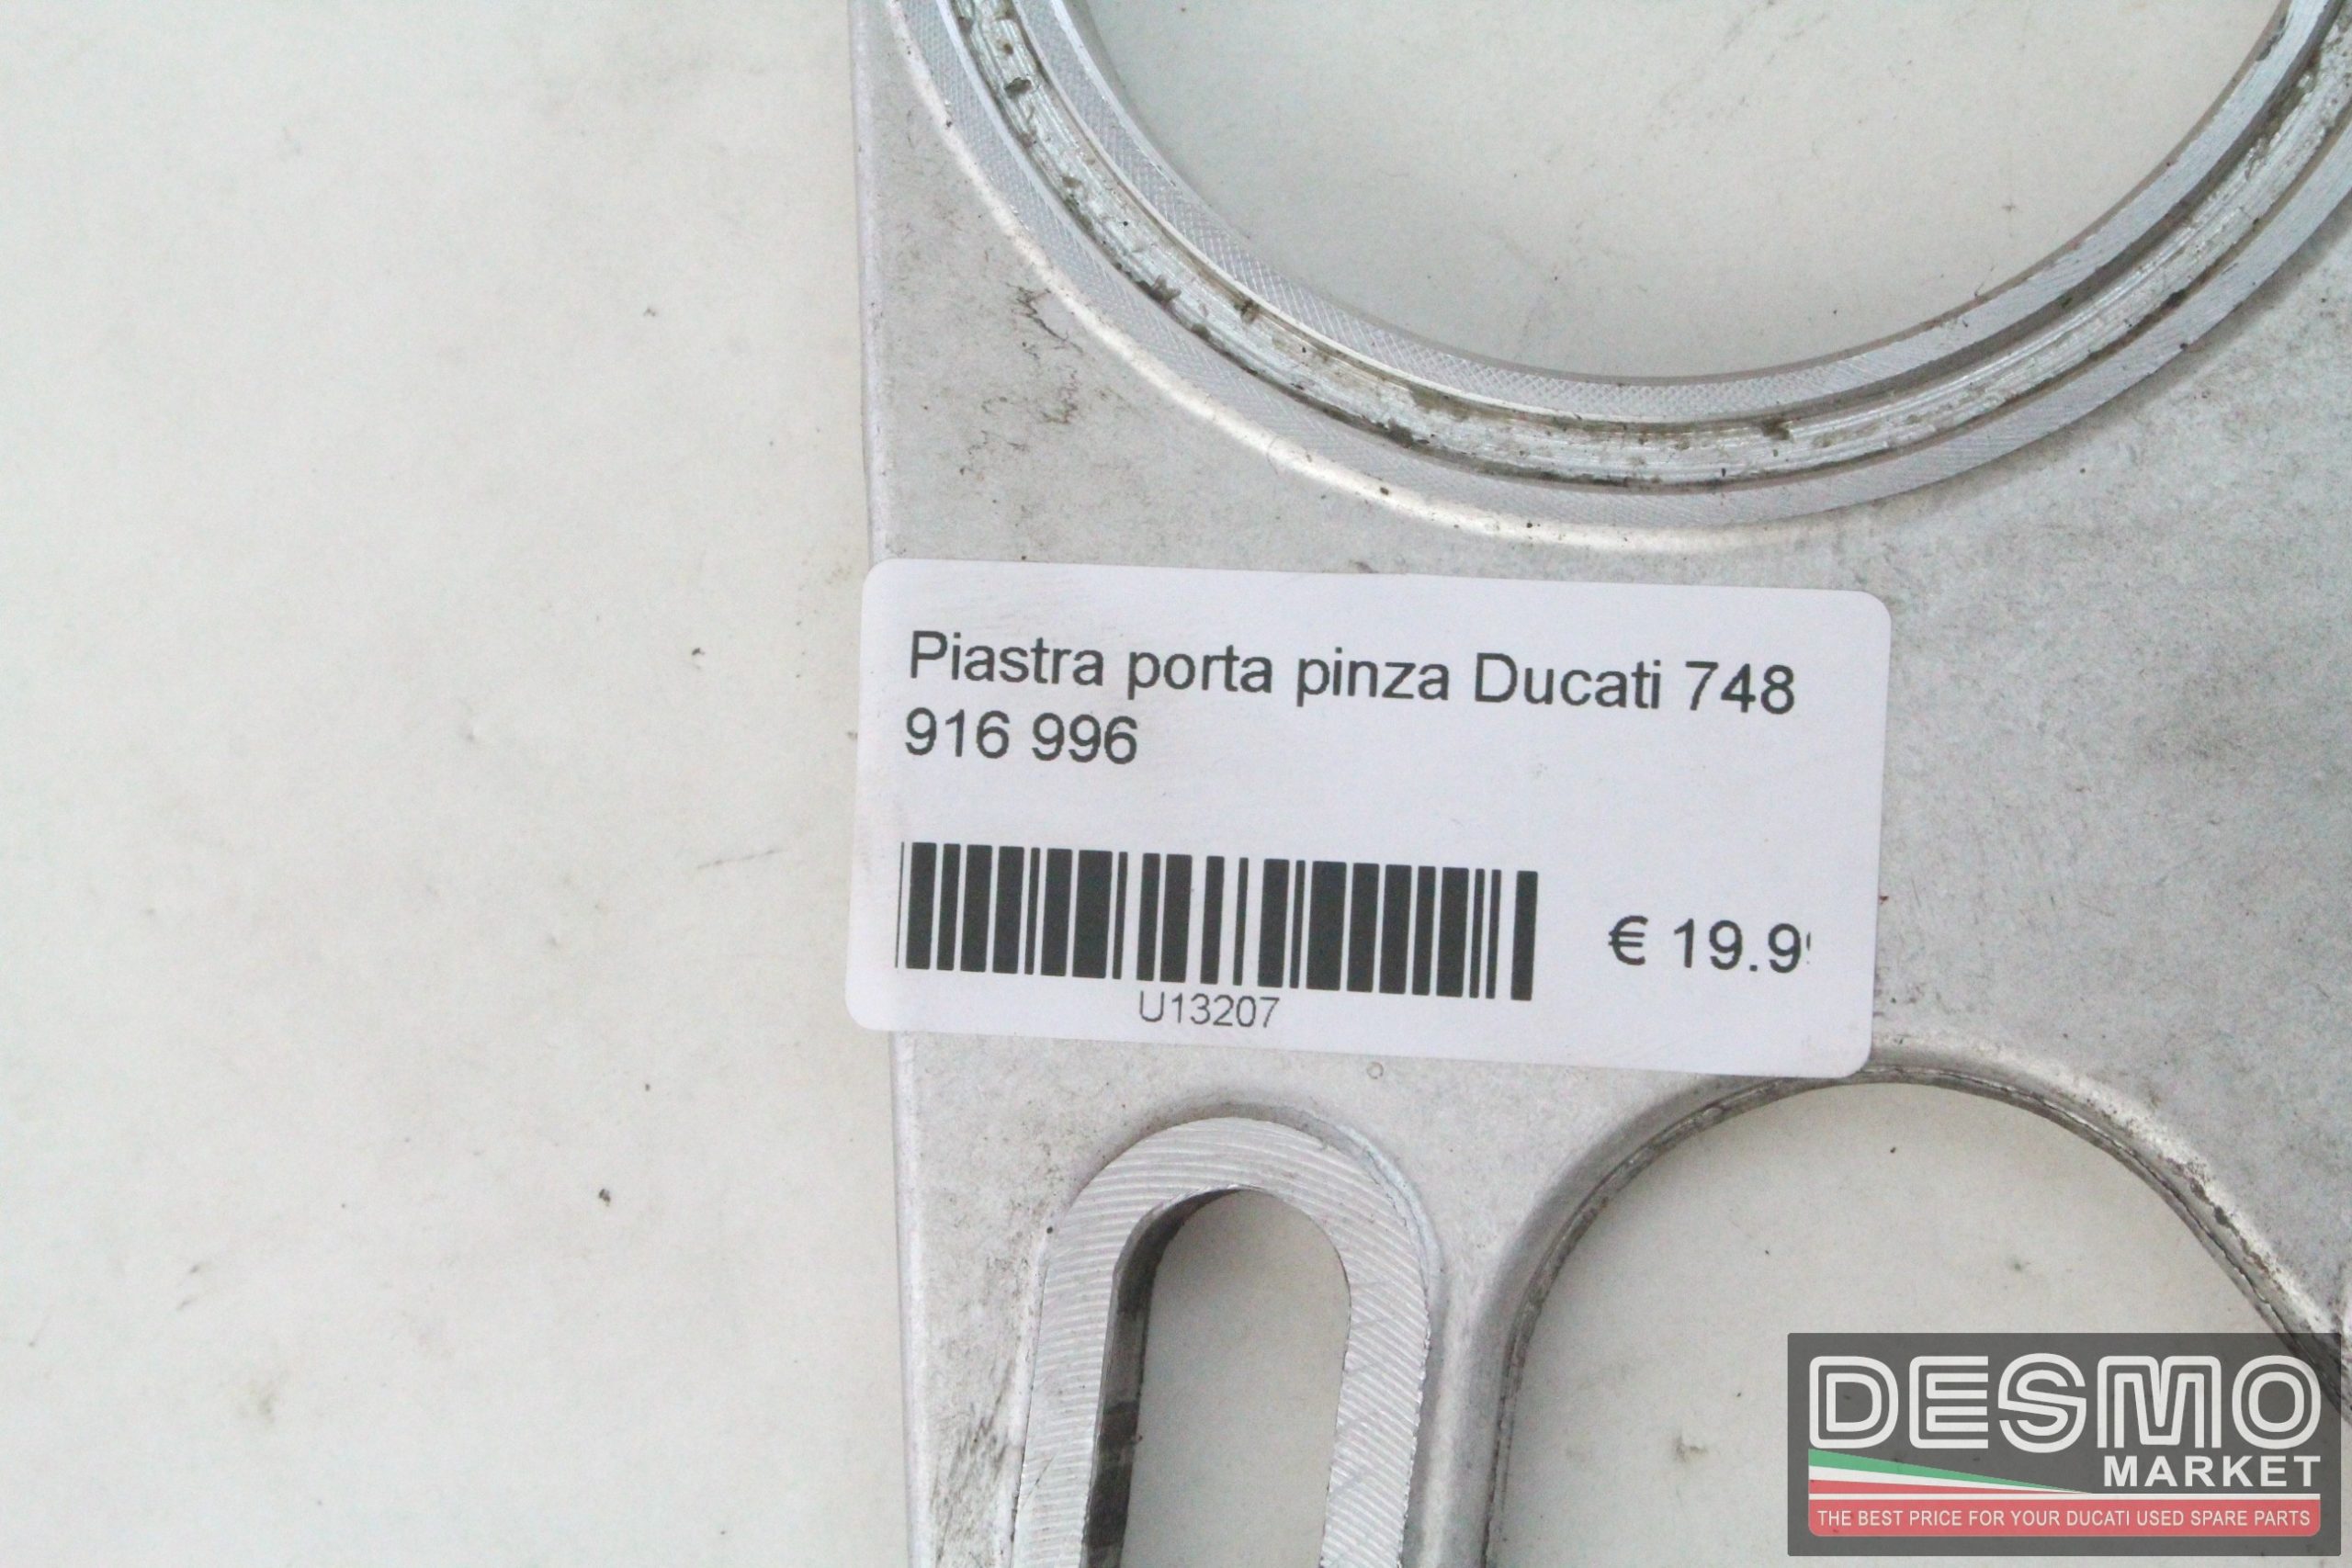 Piastra porta pinza Ducati 748
916 996
€ 19.9
U13207
DESMO
MARKET
THE BEST PRICE FOR YOUR DUCATI USED SPARE PARTS